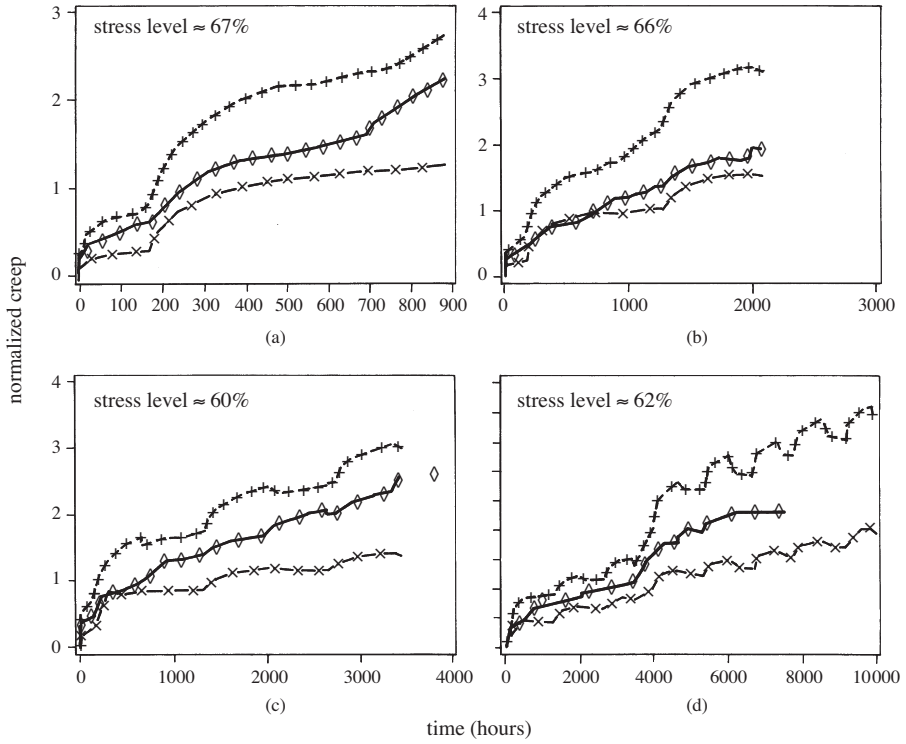 3
stress level ≈ 67%
2
1
0
0 100 200 300 400 500 600 700 800 900
(a)
4
stress level ≈ 66%
3
2
1
0
0 1000 2000 3000
(b)
normalized creep
4
stress level ≈ 60%
3
2
1
0
0 1000 2000 3000 4000
(c)
stress level ≈ 62%
0 2000 4000 6000 8000 10000
(d)
time (hours)